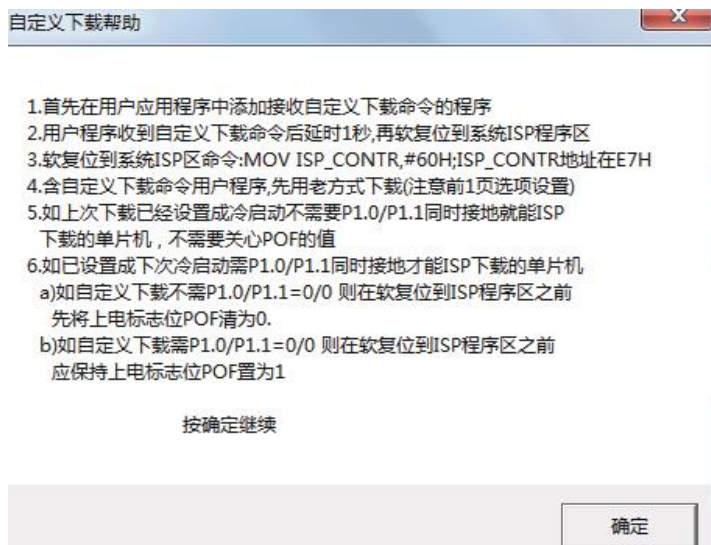 自定义下载帮助
1.首先在用户应用程序中添加接收自定义下载命令的程序
2.用户程序收到自定义下载命令后延时1秒,再软复位到系统ISP程序区
3.软复位到系统ISP区命令:MOV ISP_CONTR,#60H;ISP_CONTR地址在E7H
4.含自定义下载命令用户程序,先用老方式下载(注意前1页选项设置)
5.如上次下载已经设置成冷启动不需要P1.0/P1.1同时接地就能ISP
下载的单片机，不需要关心POF的值
6.如已设置成下次冷启动需P1.0/P1.1同时接地才能ISP下载的单片机
a)如自定义下载不需P1.0/P1.1=0/0 则在软复位到ISP程序区之前
先将上电标志位POF清为0.
b)如自定义下载需P1.0/P1.1=0/0 则在软复位到ISP程序区之前
应保持上电标志位POF置为1
按确定继续
确定